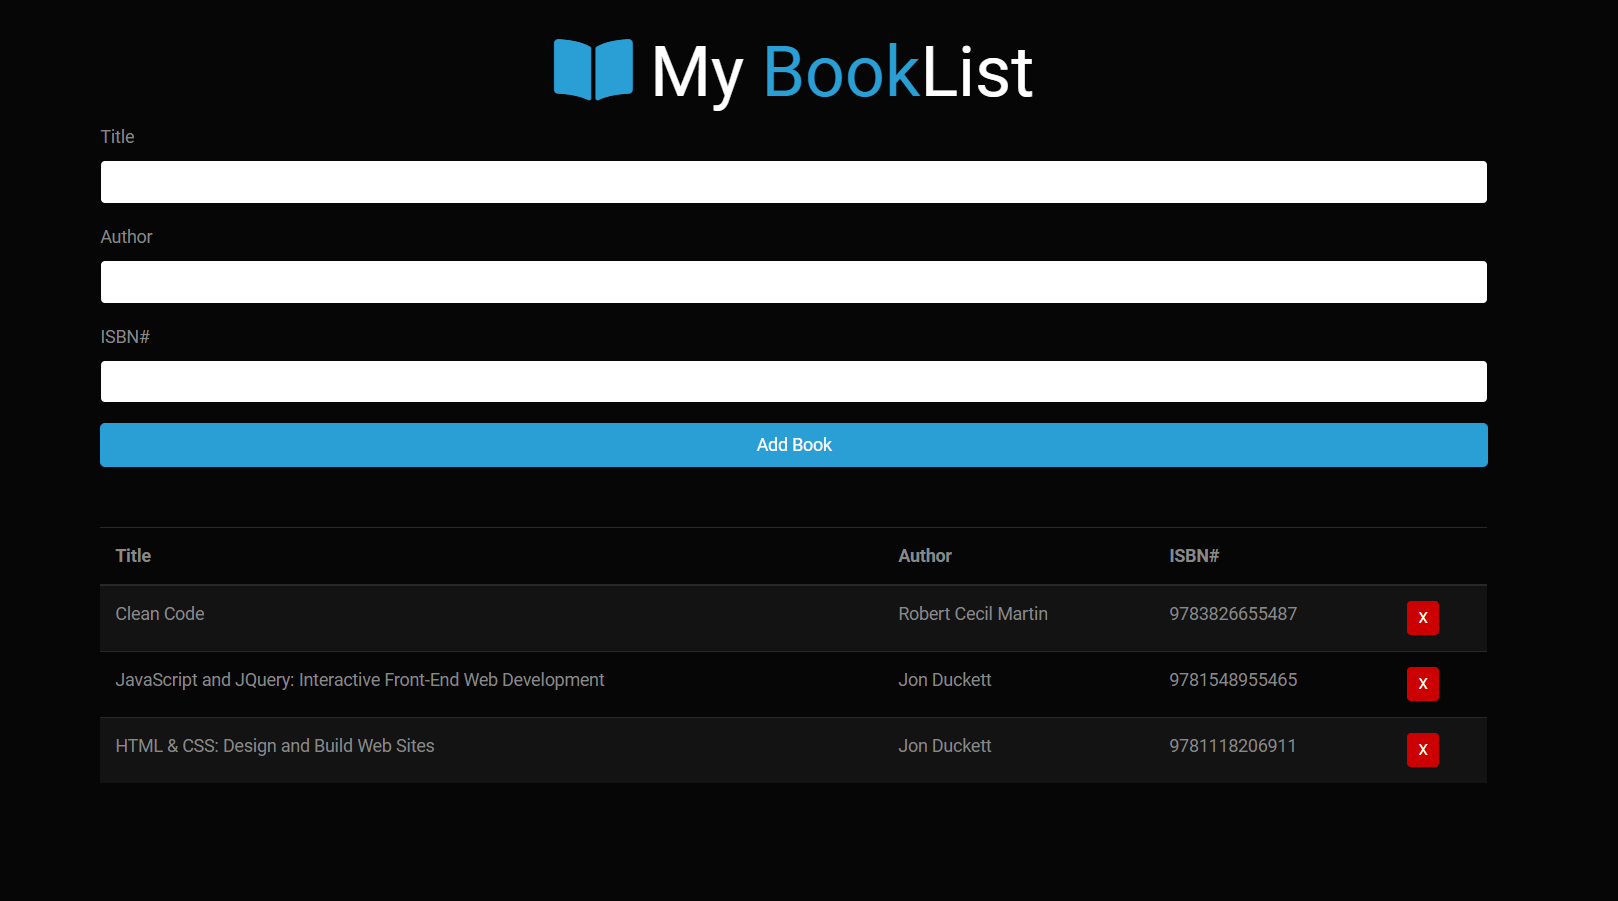 My BookList
Title
Author
ISBN#
Add Book
Title Author ISBN#
Clean Code Robert Cecil Martin 9783826655487 X
JavaScript and JQuery: Interactive Front-End Web Development Jon Duckett 9781548955465 X
HTML & CSS: Design and Build Web Sites Jon Duckett 9781118206911 X